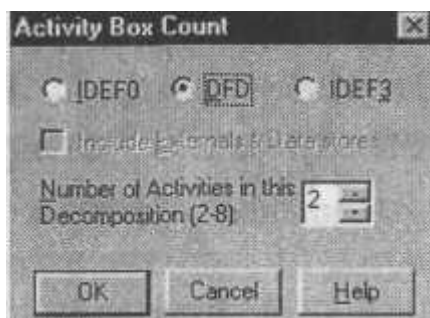 Activity Box Count
IDEF0 DFD IDEF3
Include Externals & Data stores
Number of Activities in this 2
Decomposition (2-8)
OK Cancel Help